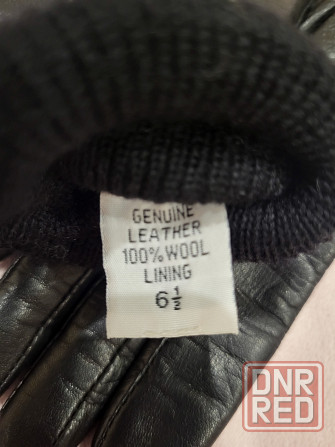 GENUINE
LEATHER
100% WOOL
LINING
6½
DNR
RED